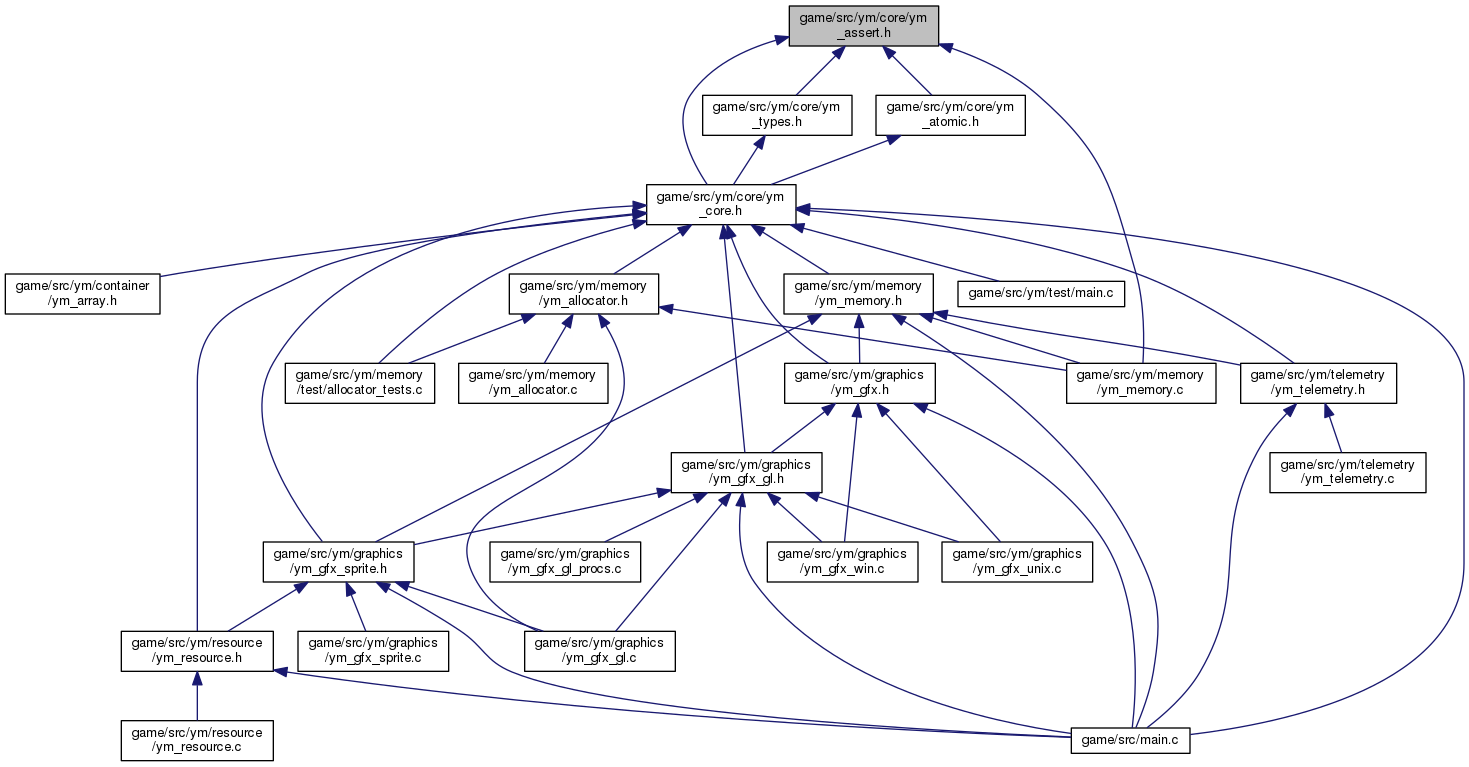 game/src/ym/core/ym
_assert.h
game/src/ym/core/ym
_types.h
game/src/ym/core/ym
_atomic.h
game/src/ym/core/ym
_core.h
game/src/ym/container
/ym_array.h
game/src/ym/memory
/ym_allocator.h
game/src/ym/memory
/ym_memory.h
game/src/ym/test/main.c
game/src/ym/memory
/test/allocator_tests.c
game/src/ym/memory
/ym_allocator.c
game/src/ym/graphics
/ym_gfx.h
game/src/ym/memory
/ym_memory.c
game/src/ym/telemetry
/ym_telemetry.h
game/src/ym/graphics
/ym_gfx_gl.h
game/src/ym/telemetry
/ym_telemetry.c
game/src/ym/graphics
/ym_gfx_sprite.h
game/src/ym/graphics
/ym_gfx_gl_procs.c
game/src/ym/graphics
/ym_gfx_win.c
game/src/ym/graphics
/ym_gfx_unix.c
game/src/ym/resource
/ym_resource.h
game/src/ym/graphics
/ym_gfx_sprite.c
game/src/ym/graphics
/ym_gfx_gl.c
game/src/ym/resource
/ym_resource.c
game/src/main.c